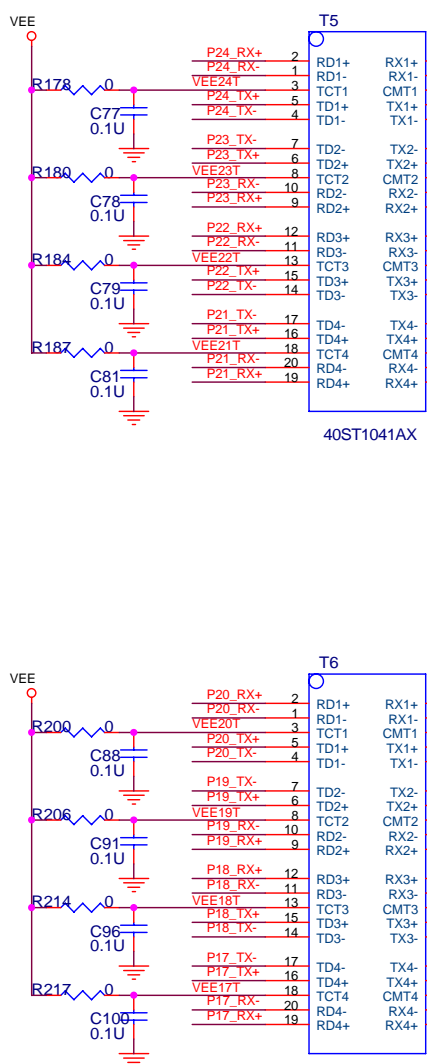 VEE T5
P24_RX+ 2 RD1+ RX1+
P24_RX- 1 RD1- RX1-
R178 0 VEE24T 3 TCT1 CMT1
P24_TX+ 5 TD1+ TX1+
C77 P24_TX- 4 TD1- TX1-
0.1U
P23_TX- 7 TD2- TX2-
P23_TX+ 6 TD2+ TX2+
R180 0 VEE23T 8 TCT2 CMT2
P23_RX- 10 RD2- RX2-
C78 P23_RX+ 9 RD2+ RX2+
0.1U
P22_RX+ 12 RD3+ RX3+
P22_RX- 11 RD3- RX3-
R184 0 VEE22T 13 TCT3 CMT3
P22_TX+ 15 TD3+ TX3+
C79 P22_TX- 14 TD3- TX3-
0.1U
P21_TX- 17 TD4- TX4-
P21_TX+ 16 TD4+ TX4+
R187 0 VEE21T 18 TCT4 CMT4
P21_RX- 20 RD4- RX4-
C81 P21_RX+ 19 RD4+ RX4+
0.1U
40ST1041AX
VEE T6
P20_RX+ 2 RD1+ RX1+
P20_RX- 1 RD1- RX1-
R200 0 VEE20T 3 TCT1 CMT1
P20_TX+ 5 TD1+ TX1+
C88 P20_TX- 4 TD1- TX1-
0.1U
P19_TX- 7 TD2- TX2-
P19_TX+ 6 TD2+ TX2+
R206 0 VEE19T 8 TCT2 CMT2
P19_RX- 10 RD2- RX2-
C91 P19_RX+ 9 RD2+ RX2+
0.1U
P18_RX+ 12 RD3+ RX3+
P18_RX- 11 RD3- RX3-
R214 0 VEE18T 13 TCT3 CMT3
P18_TX+ 15 TD3+ TX3+
C96 P18_TX- 14 TD3- TX3-
0.1U
P17_TX- 17 TD4- TX4-
P17_TX+ 16 TD4+ TX4+
R217 0 VEE17T 18 TCT4 CMT4
P17_RX- 20 RD4- RX4-
C100 P17_RX+ 19 RD4+ RX4+
0.1U